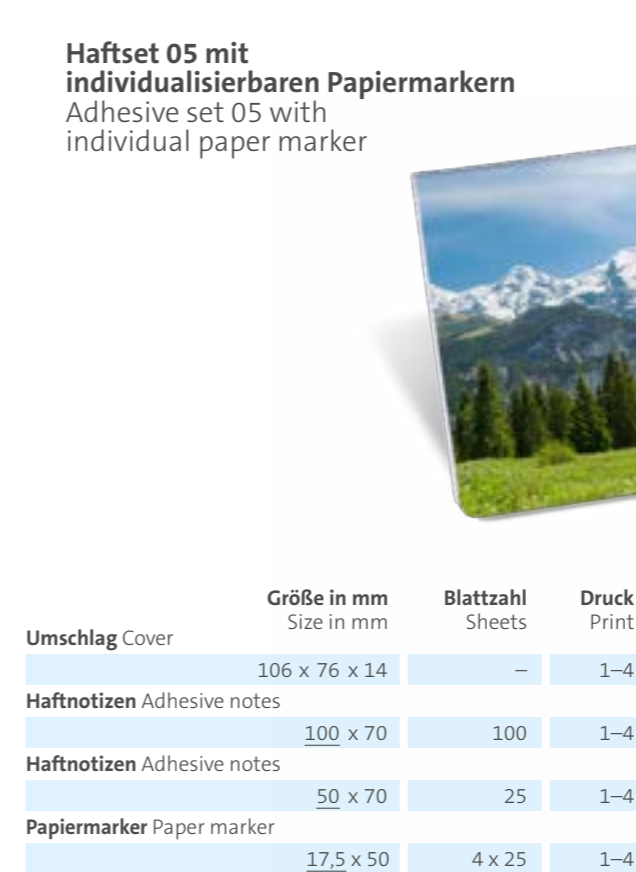 Haftset 05 mit
individualisierbaren Papiermarkern
Adhesive set 05 with
individual paper marker
Größe in mm Blattzahl Druck
Size in mm Sheets Print
Umschlag Cover
106 x 76 x 14 – 1–4
Haftnotizen Adhesive notes
100 x 70 100 1–4
Haftnotizen Adhesive notes
50 x 70 25 1–4
Papiermarker Paper marker
17,5 x 50 4 x 25 1–4